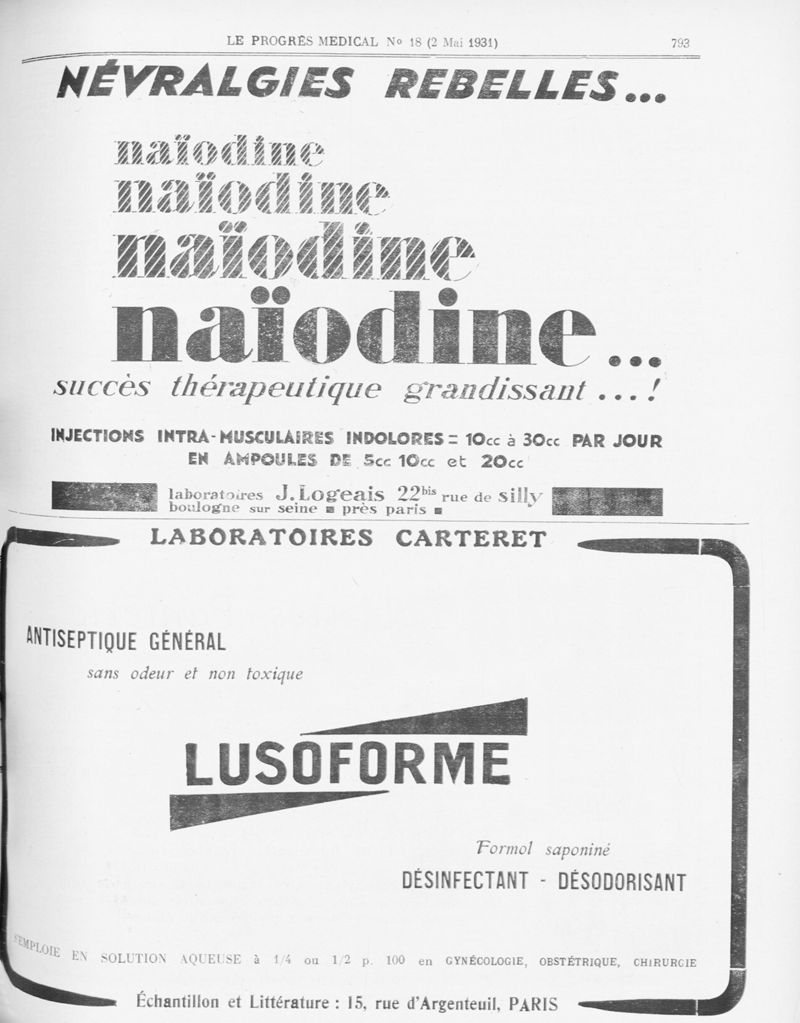 LE PROGRÈS MEDICAL No 18 (2 Mai 1931) 793
NÉVRALGIES REBELLES...
naïodine
naïodine
naïodine
naïodine...
succès thérapeutique grandissant...!
INJECTIONS INTRA-MUSCULAIRES INDOLORES = 10cc à 30cc PAR JOUR
EN AMPOULES DE 5cc 10cc et 20cc
laboratoires J. Logeais 22bis rue de silly
boulogne sur seine ■ près paris ■
LABORATOIRES CARTERET
ANTISEPTIQUE GÉNÉRAL
sans odeur et non toxique
LUSOFORME
Formol saponiné
DÉSINFECTANT - DÉSODORISANT
S'EMPLOIE EN SOLUTION AQUEUSE à 1/4 ou 1/2 p. 100 en GYNÉCOLOGIE, OBSTÉTRIQUE, CHIRURGIE
Échantillon et Littérature : 15, rue d'Argenteuil, PARIS